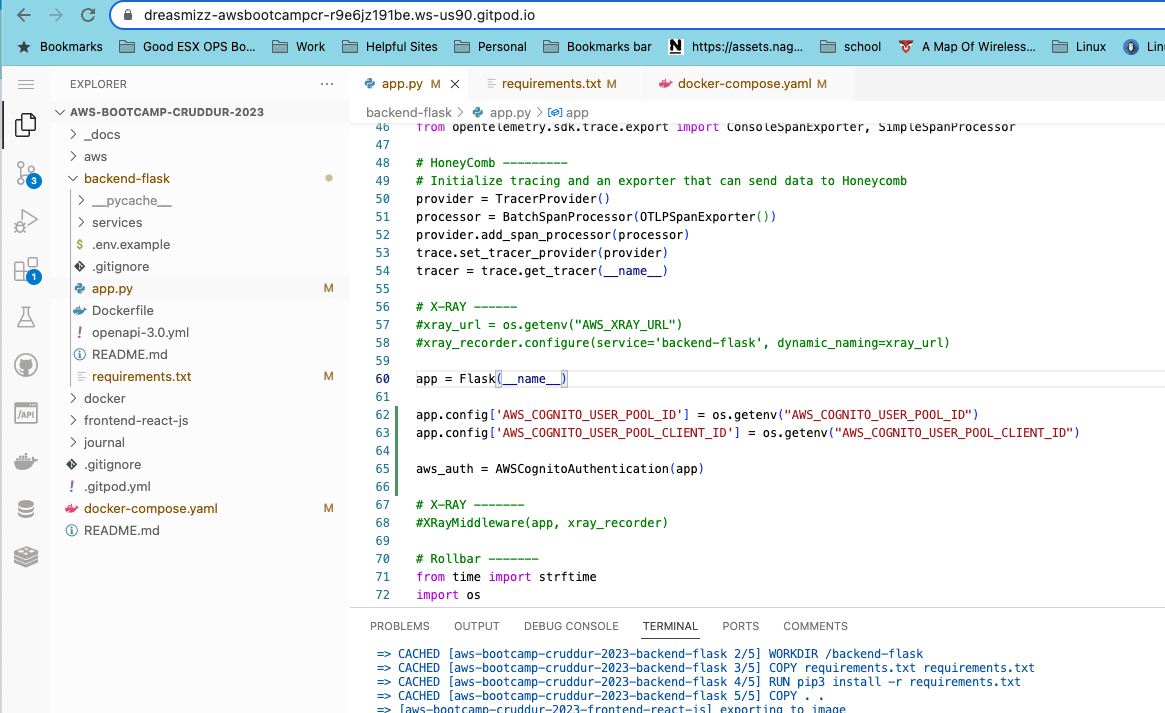 dreasmizz-awsbootcampcr-r9e6jz191be.ws-us90.gitpod.io
Bookmarks Good ESX OPS Bo... Work Helpful Sites Personal Bookmarks bar N https://assets.nag... school A Map Of Wireless... Linux Lin
EXPLORER ...
AWS-BOOTCAMP-CRUDDUR-2023
_docs
aws
backend-flask
__pycache__
services
$ .env.example
.gitignore
app.py M
Dockerfile
! openapi-3.0.yml
README.md
requirements.txt M
docker
frontend-react-js
journal
.gitignore
! .gitpod.yml
docker-compose.yaml M
README.md
3
1
/API
app.py M × requirements.txt M docker-compose.yaml M
backend-flask > app.py > app
46 from opentelemetry.sdk.trace.export import ConsoleSpanExporter, SimpleSpanProcessor
47
48 # HoneyComb ---------
49 # Initialize tracing and an exporter that can send data to Honeycomb
50 provider = TracerProvider()
51 processor = BatchSpanProcessor(OTLPSpanExporter())
52 provider.add_span_processor(processor)
53 trace.set_tracer_provider(provider)
54 tracer = trace.get_tracer(__name__)
55
56 # X-RAY ------
57 #xray_url = os.getenv("AWS_XRAY_URL")
58 #xray_recorder.configure(service='backend-flask', dynamic_naming=xray_url)
59
60 app = Flask(__name__)
61
62 app.config['AWS_COGNITO_USER_POOL_ID'] = os.getenv("AWS_COGNITO_USER_POOL_ID")
63 app.config['AWS_COGNITO_USER_POOL_CLIENT_ID'] = os.getenv("AWS_COGNITO_USER_POOL_CLIENT_ID")
64
65 aws_auth = AWSCognitoAuthentication(app)
66
67 # X-RAY -------
68 #XRayMiddleware(app, xray_recorder)
69
70 # Rollbar -------
71 from time import strftime
72 import os
PROBLEMS OUTPUT DEBUG CONSOLE TERMINAL PORTS COMMENTS
=> CACHED [aws-bootcamp-cruddur-2023-backend-flask 2/5] WORKDIR /backend-flask
=> CACHED [aws-bootcamp-cruddur-2023-backend-flask 3/5] COPY requirements.txt requirements.txt
=> CACHED [aws-bootcamp-cruddur-2023-backend-flask 4/5] RUN pip3 install -r requirements.txt
=> CACHED [aws-bootcamp-cruddur-2023-backend-flask 5/5] COPY . .
=> [aws-bootcamp-cruddur-2023-frontend-react-js] exporting to image